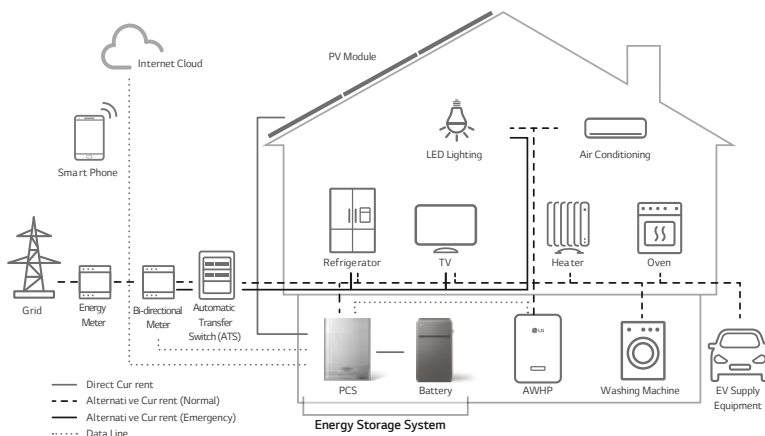 Internet Cloud
PV Module
LED Lighting
Air Conditioning
Smart Phone
Refrigerator
TV
Heater
Oven
Grid
Energy
Meter
Bi-directional
Meter
Automatic
Transfer
Switch (ATS)
LG
PCS
Battery
AWHP
Washing Machine
EV Supply
Equipment
Direct Current
Alternative Current (Normal)
Alternative Current (Emergency)
Data Line
Energy Storage System